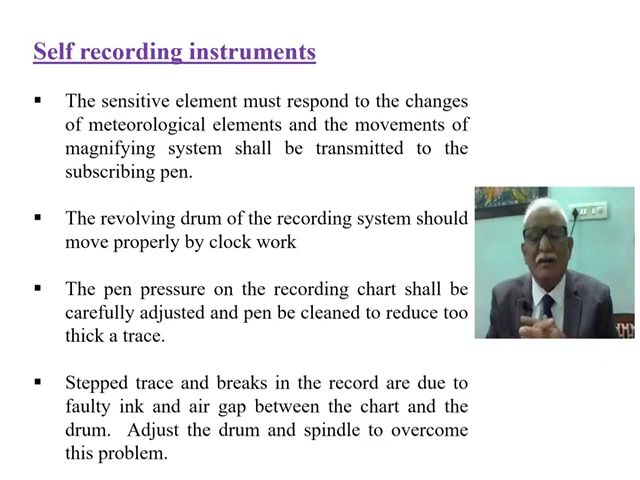 Self recording instruments
▪ The sensitive element must respond to the changes
of meteorological elements and the movements of
magnifying system shall be transmitted to the
subscribing pen.
▪ The revolving drum of the recording system should
move properly by clock work
▪ The pen pressure on the recording chart shall be
carefully adjusted and pen be cleaned to reduce too
thick a trace.
▪ Stepped trace and breaks in the record are due to
faulty ink and air gap between the chart and the
drum. Adjust the drum and spindle to overcome
this problem.